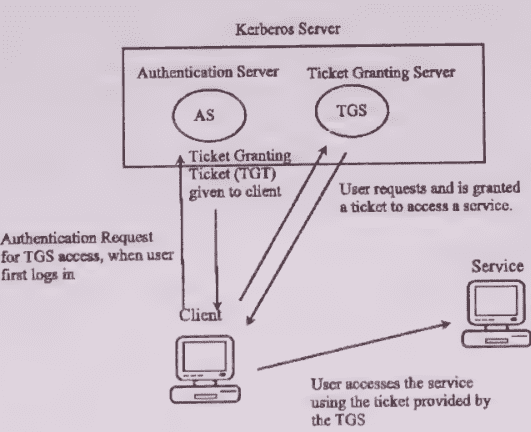 Kerberos Server
Authentication Server
Ticket Granting Server
AS
TGS
Ticket Granting
Ticket (TGT)
given to client
User requests and is granted
a ticket to access a service.
Authentication Request
for TGS access, when user
first logs in
Client
Service
User accesses the service
using the ticket provided by
the TGS